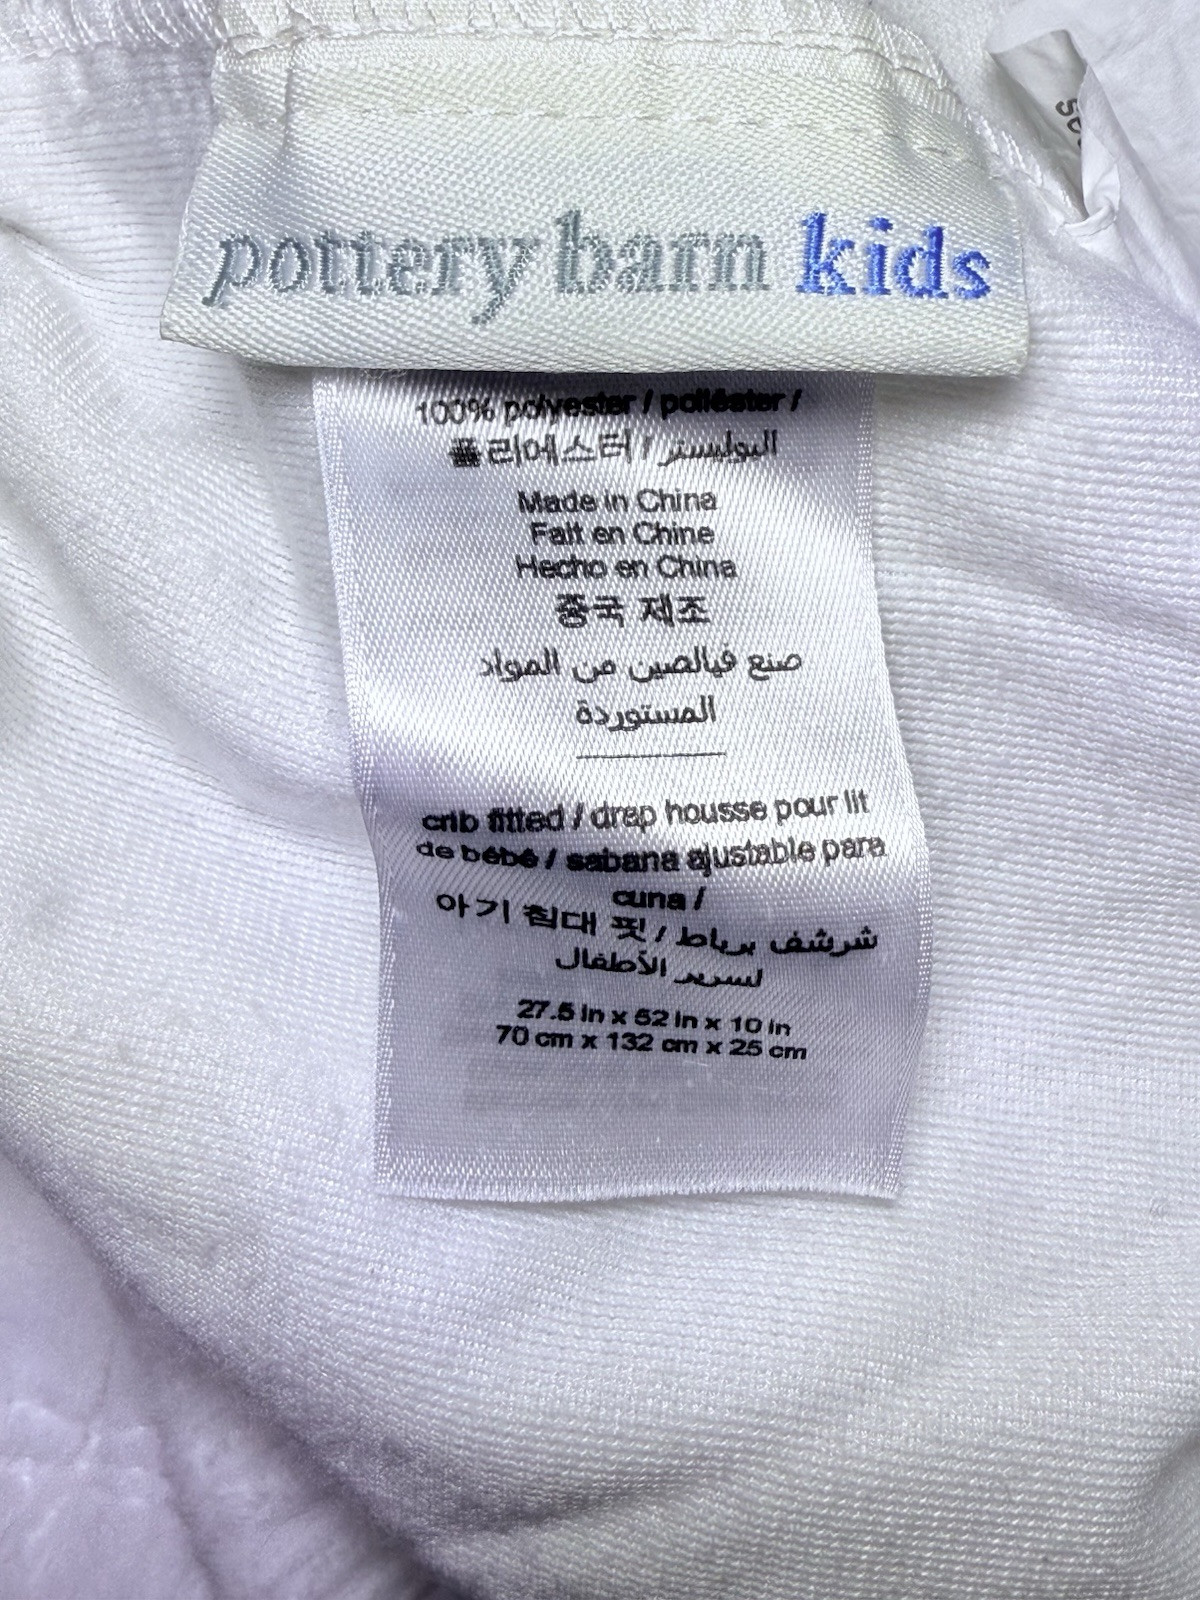 pottery barn kids
100% polyester / poliéster /
폴리에스터 / البوليستر
Made in China
Fait en Chine
Hecho en China
중국 제조
صنع فيالصين من المواد
المستوردة
crib fitted / drap housse pour lit
de bébé / sabana ajustable para
cuna /
아기 침대 핏 / شرشف برباط
لسرير الأطفال
27.5 in x 52 in x 10 in
70 cm x 132 cm x 25 cm